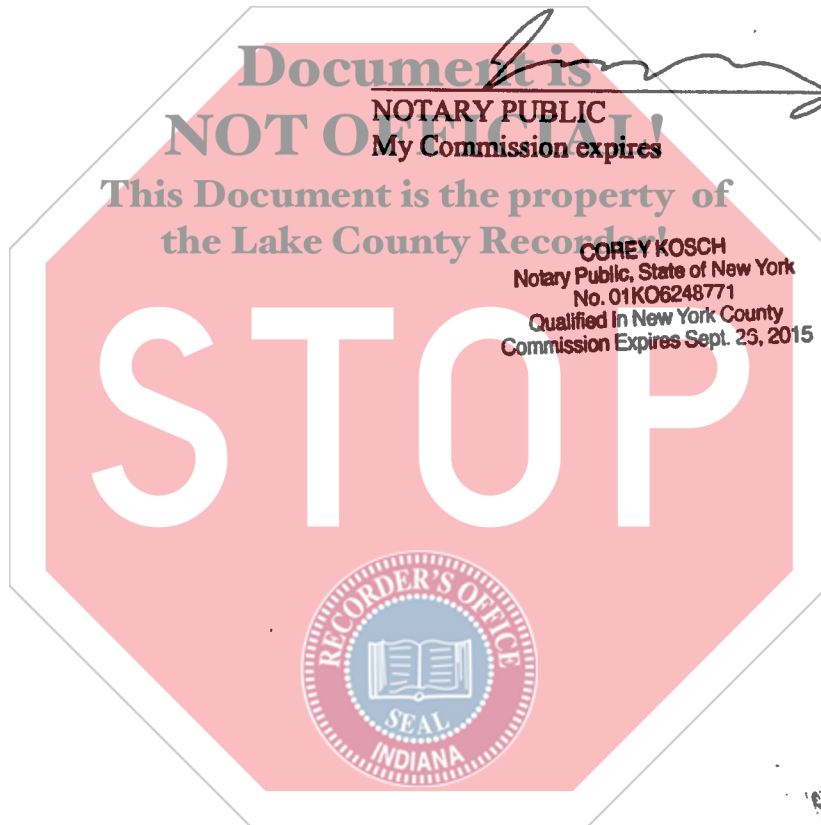 Document is
NOT OFFICIAL!
This Document is the property of
the Lake County Recorder!
NOTARY PUBLIC
My Commission expires
COREY KOSCH
Notary Public, State of New York
No. 01KO6248771
Qualified in New York County
Commission Expires Sept. 26, 2015
STOP
RECORDER'S OFFICE
SEAL
INDIANA